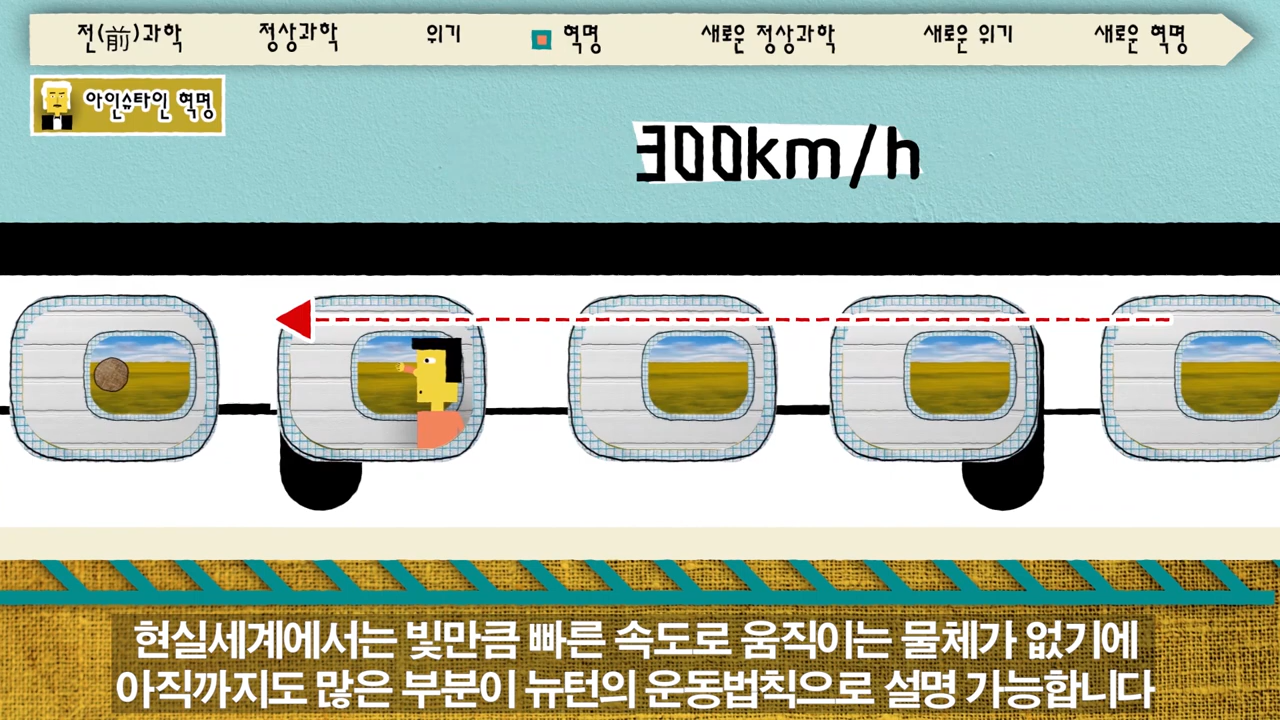 전(前)과학 정상과학 위기 혁명 새로운 정상과학 새로운 위기 새로운 혁명
아인슈타인 혁명
300km/h
현실세계에서는 빛만큼 빠른 속도로 움직이는 물체가 없기에
아직까지도 많은 부분이 뉴턴의 운동법칙으로 설명 가능합니다